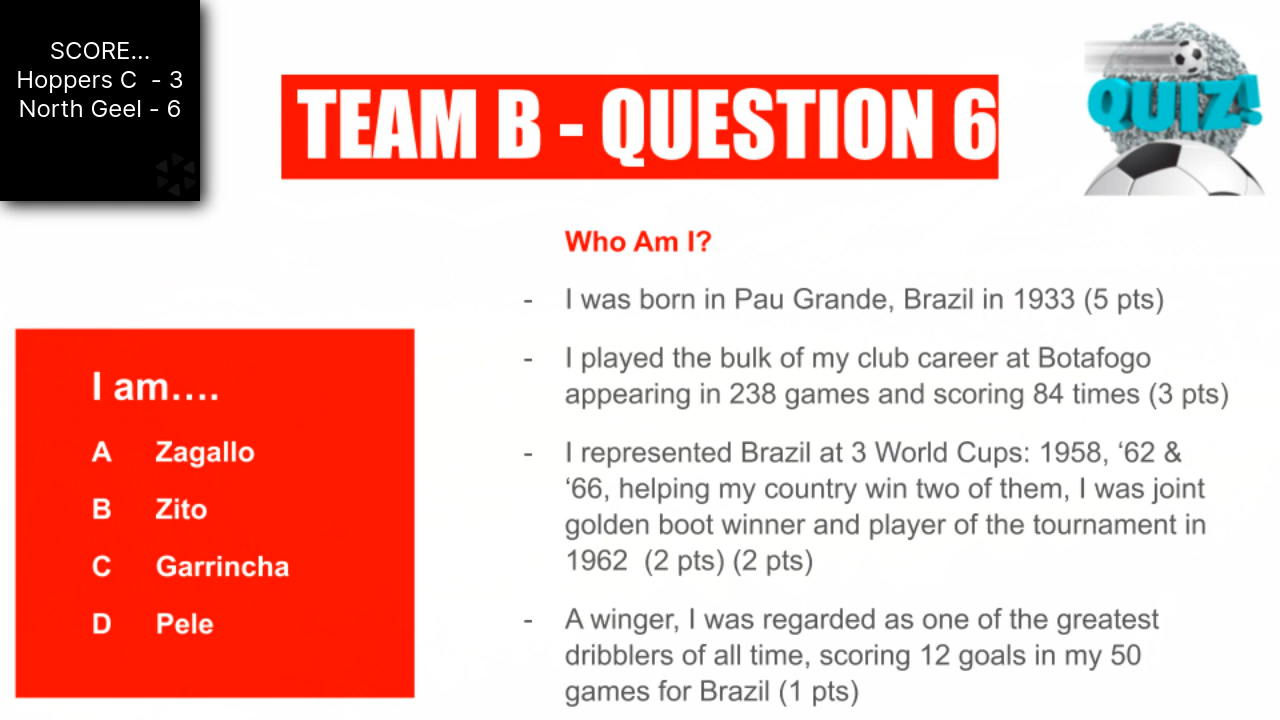 SCORE...
Hoppers C - 3
North Geel - 6
TEAM B - QUESTION 6
QUIZ!
Who Am I?
- I was born in Pau Grande, Brazil in 1933 (5 pts)
- I played the bulk of my club career at Botafogo
appearing in 238 games and scoring 84 times (3 pts)
- I represented Brazil at 3 World Cups: 1958, ‘62 &
‘66, helping my country win two of them, I was joint
golden boot winner and player of the tournament in
1962 (2 pts) (2 pts)
- A winger, I was regarded as one of the greatest
dribblers of all time, scoring 12 goals in my 50
games for Brazil (1 pts)
I am….
A Zagallo
B Zito
C Garrincha
D Pele